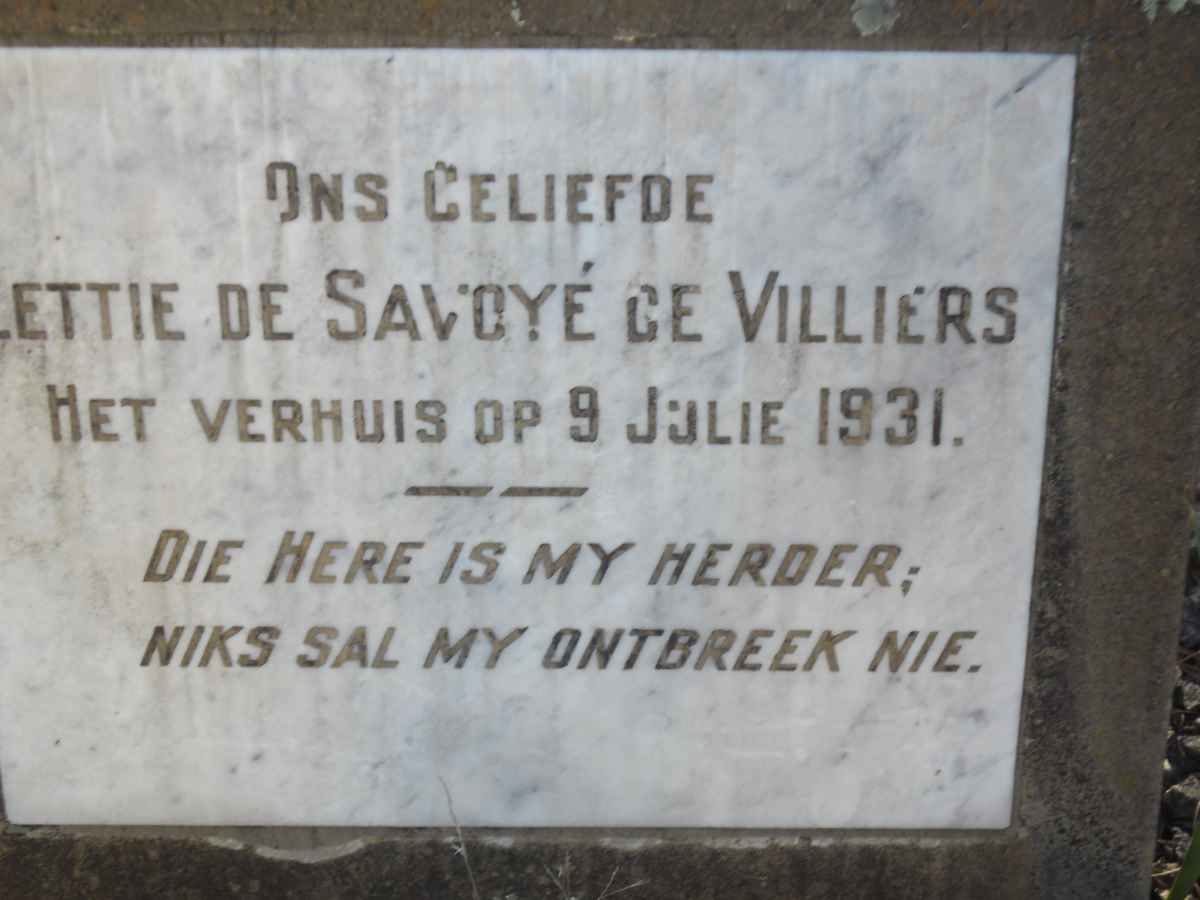 ONS GELIEFDE
LETTIE DE SAVOYÉ DE VILLIERS
HET VERHUIS OP 9 JULIE 1931.
DIE HERE IS MY HERDER;
NIKS SAL MY ONTBREEK NIE.